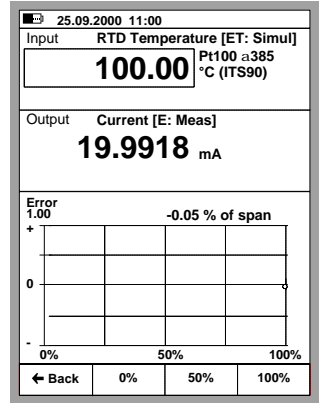 25.09.2000 11:00
Input RTD Temperature [ET: Simul]
100.00 Pt100 α385
°C (ITS90)
Output Current [E: Meas]
19.9918 mA
Error
1.00 -0.05 % of span
+
0
-
0% 50% 100%
← Back 0% 50% 100%